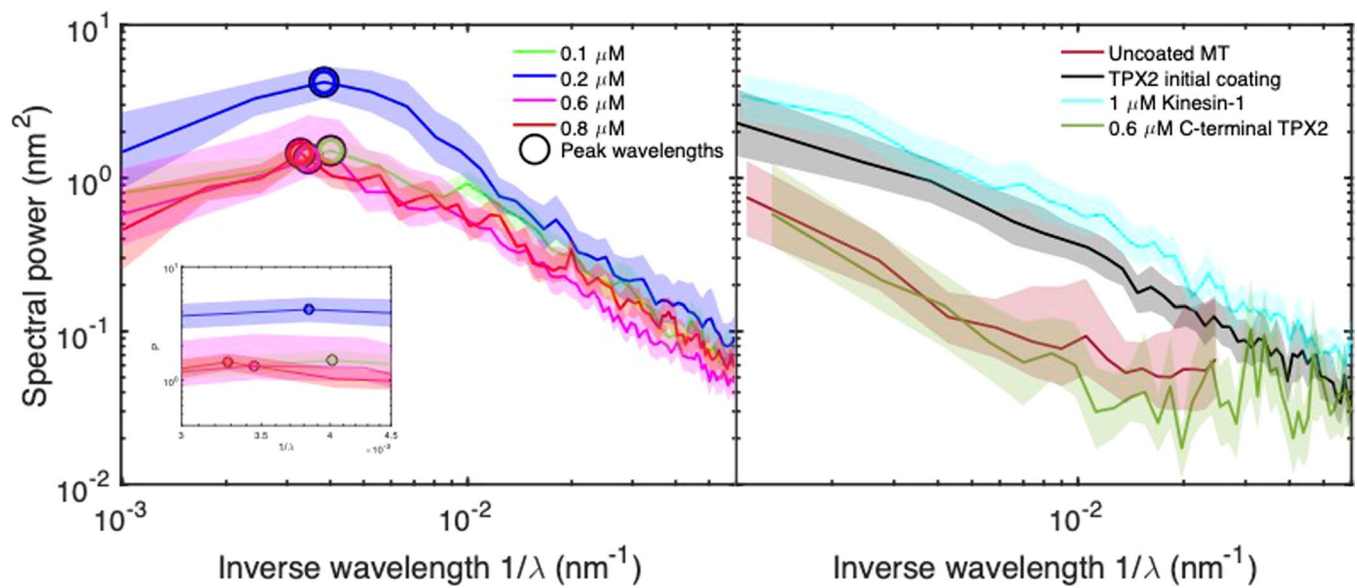 10^1
10^0
10^-1
10^-2
Spectral power (nm^2)
0.1 μM
0.2 μM
0.6 μM
0.8 μM
Peak wavelengths
10^1
10^0
P
3
3.5
4
4.5
1/λ
×10^-3
10^-3
10^-2
Inverse wavelength 1/λ (nm^-1)
Uncoated MT
TPX2 initial coating
1 μM Kinesin-1
0.6 μM C-terminal TPX2
10^-2
Inverse wavelength 1/λ (nm^-1)